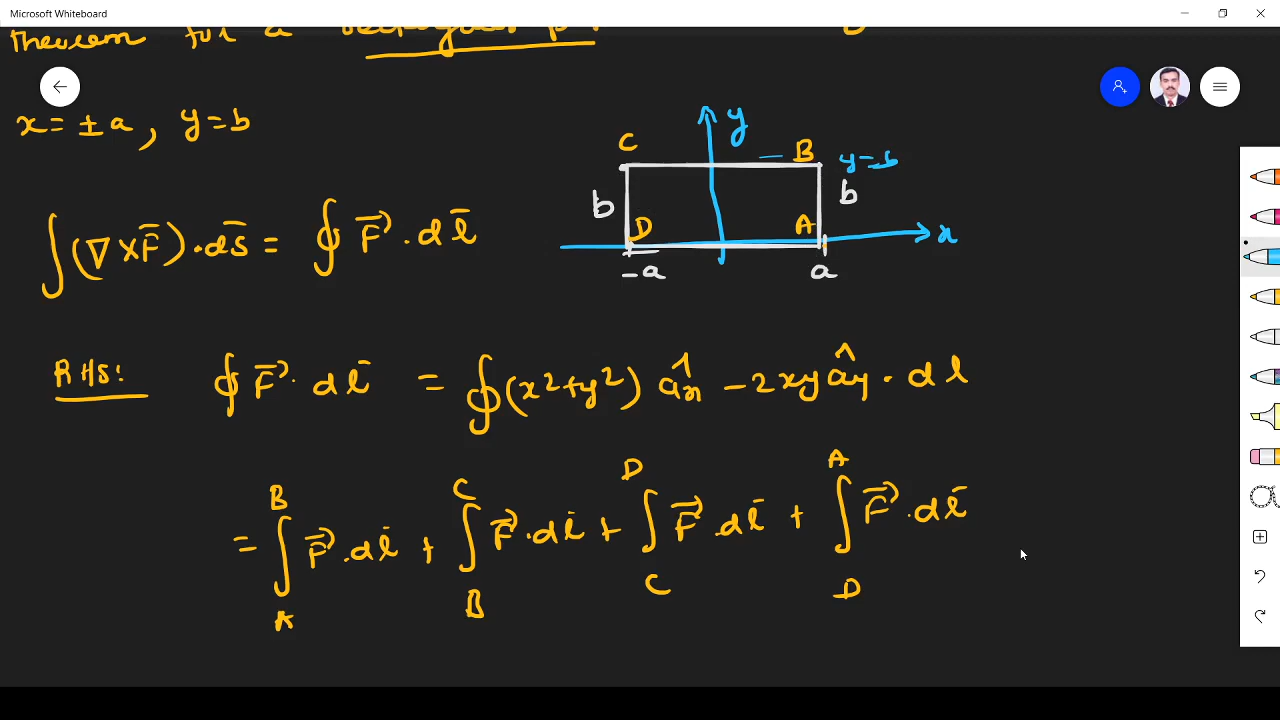 Microsoft Whiteboard
theorem for a
x = ± a, y = b
y
C
B
y = b
b
b
D
A
x
-a
a
∫(∇ × F̄) · ds̄ = ∮ F⃗ · dl̄
RHS: ∮ F⃗ · dl̄ = ∮(x² + y²) âx - 2xy ây · dl
= ∫_A^B F⃗ · dl̄ + ∫_B^C F⃗ · dl̄ + ∫_C^D F⃗ · dl̄ + ∫_D^A F⃗ · dl̄